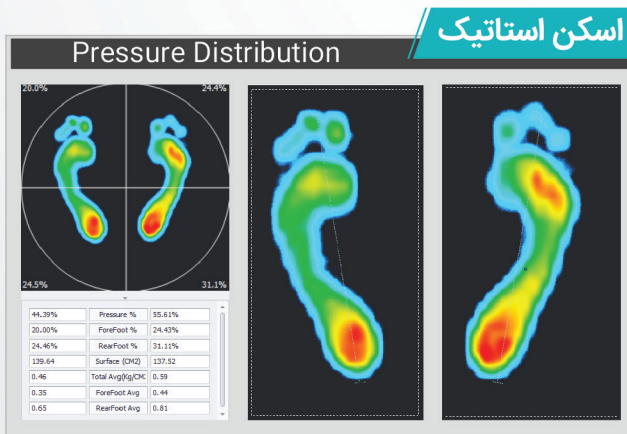 اسکن استاتیک
Pressure Distribution
20.0% 24.4%
24.5% 31.1%
44.39% Pressure % 55.61%
20.00% ForeFoot % 24.43%
24.46% RearFoot % 31.11%
139.64 Surface (CM2) 137.52
0.46 Total Avg(Kg/CM: 0.59
0.35 ForeFoot Avg 0.44
0.65 RearFoot Avg 0.81